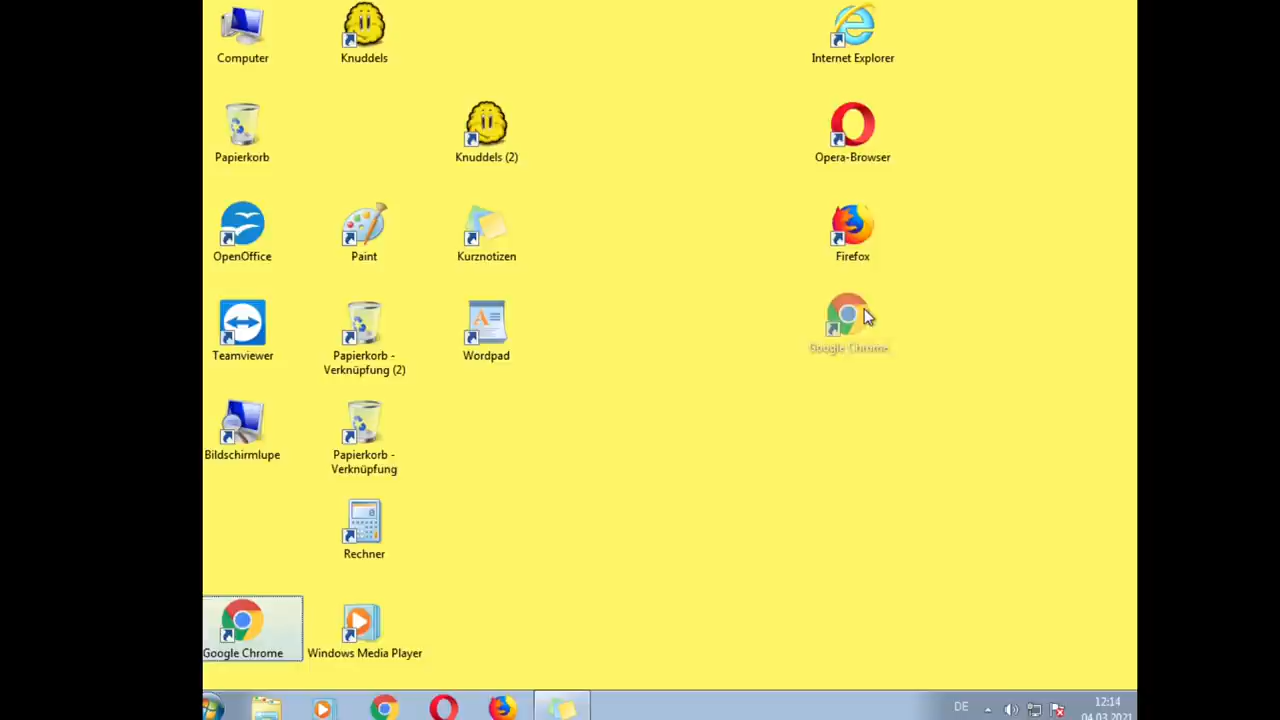 Computer
Knuddels
Internet Explorer
Papierkorb
Knuddels (2)
Opera-Browser
OpenOffice
Paint
Kurznotizen
Firefox
Google Chrome
Teamviewer
Papierkorb -
Verknüpfung (2)
Wordpad
Bildschirmlupe
Papierkorb -
Verknüpfung
Rechner
Google Chrome
Windows Media Player
DE
12:14
04.03.2021